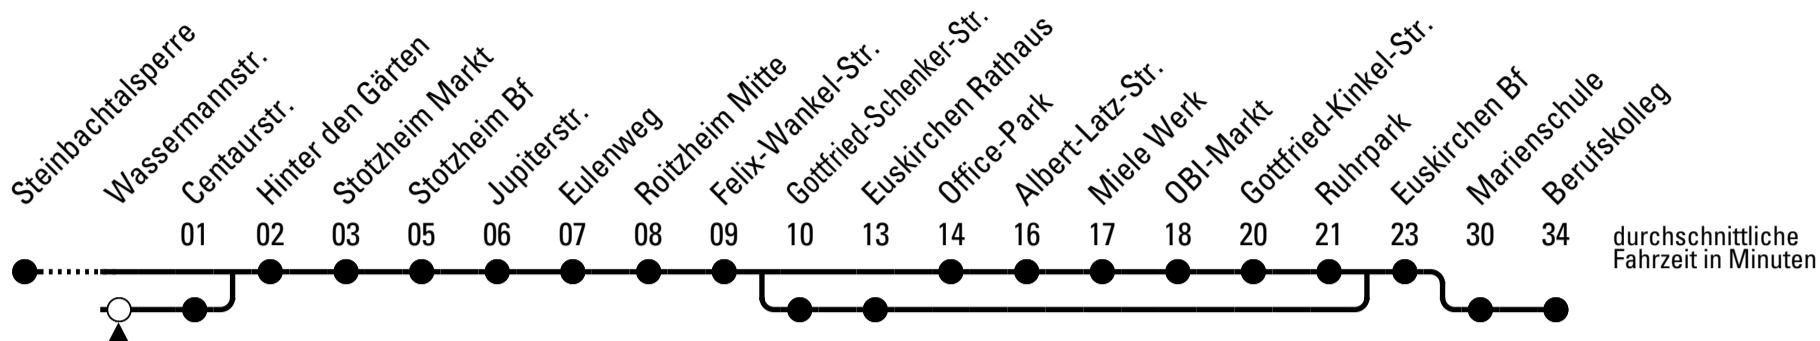 Steinbachtalsperre
Wassermannstr.
Centaurstr.
Hinter den Gärten
Stotzheim Markt
Stotzheim Bf
Jupiterstr.
Eulenweg
Roitzheim Mitte
Felix-Wankel-Str.
Gottfried-Schenker-Str.
Euskirchen Rathaus
Office-Park
Albert-Latz-Str.
Miele Werk
OBI-Markt
Gottfried-Kinkel-Str.
Ruhrpark
Euskirchen Bf
Marienschule
Berufskolleg
01 02 03 05 06 07 08 09 10 13 14 16 17 18 20 21 23 30 34
durchschnittliche
Fahrzeit in Minuten